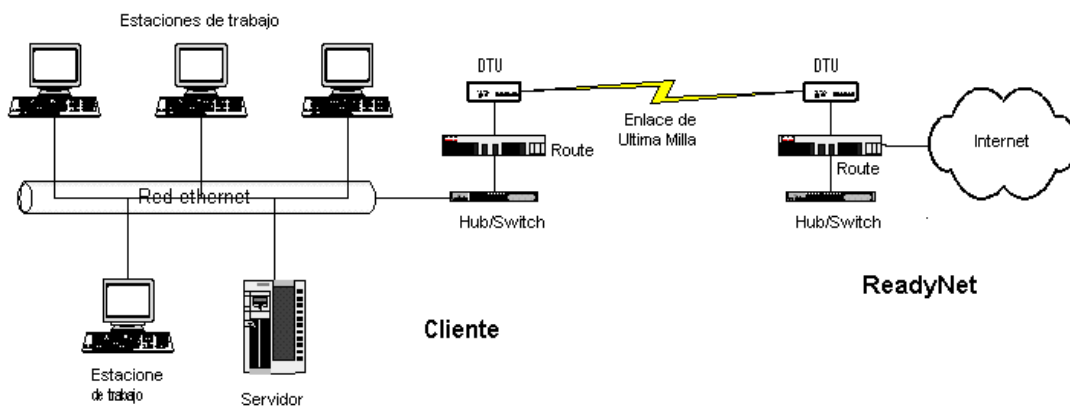 Estaciones de trabajo
DTU
DTU
Enlace de
Ultima Milla
Route
Route
Internet
Red ethernet
Hub/Switch
Hub/Switch
ReadyNet
Cliente
Estacione
de trabajo
Servidor